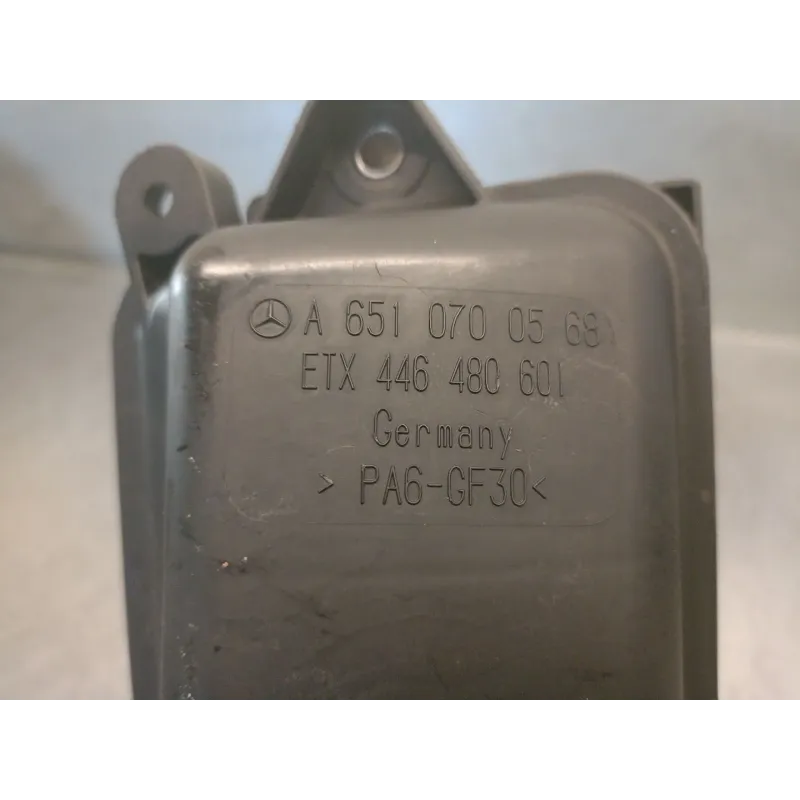 A 651 070 05 68
ETX 446 480 601
Germany
> PA6-GF30 <